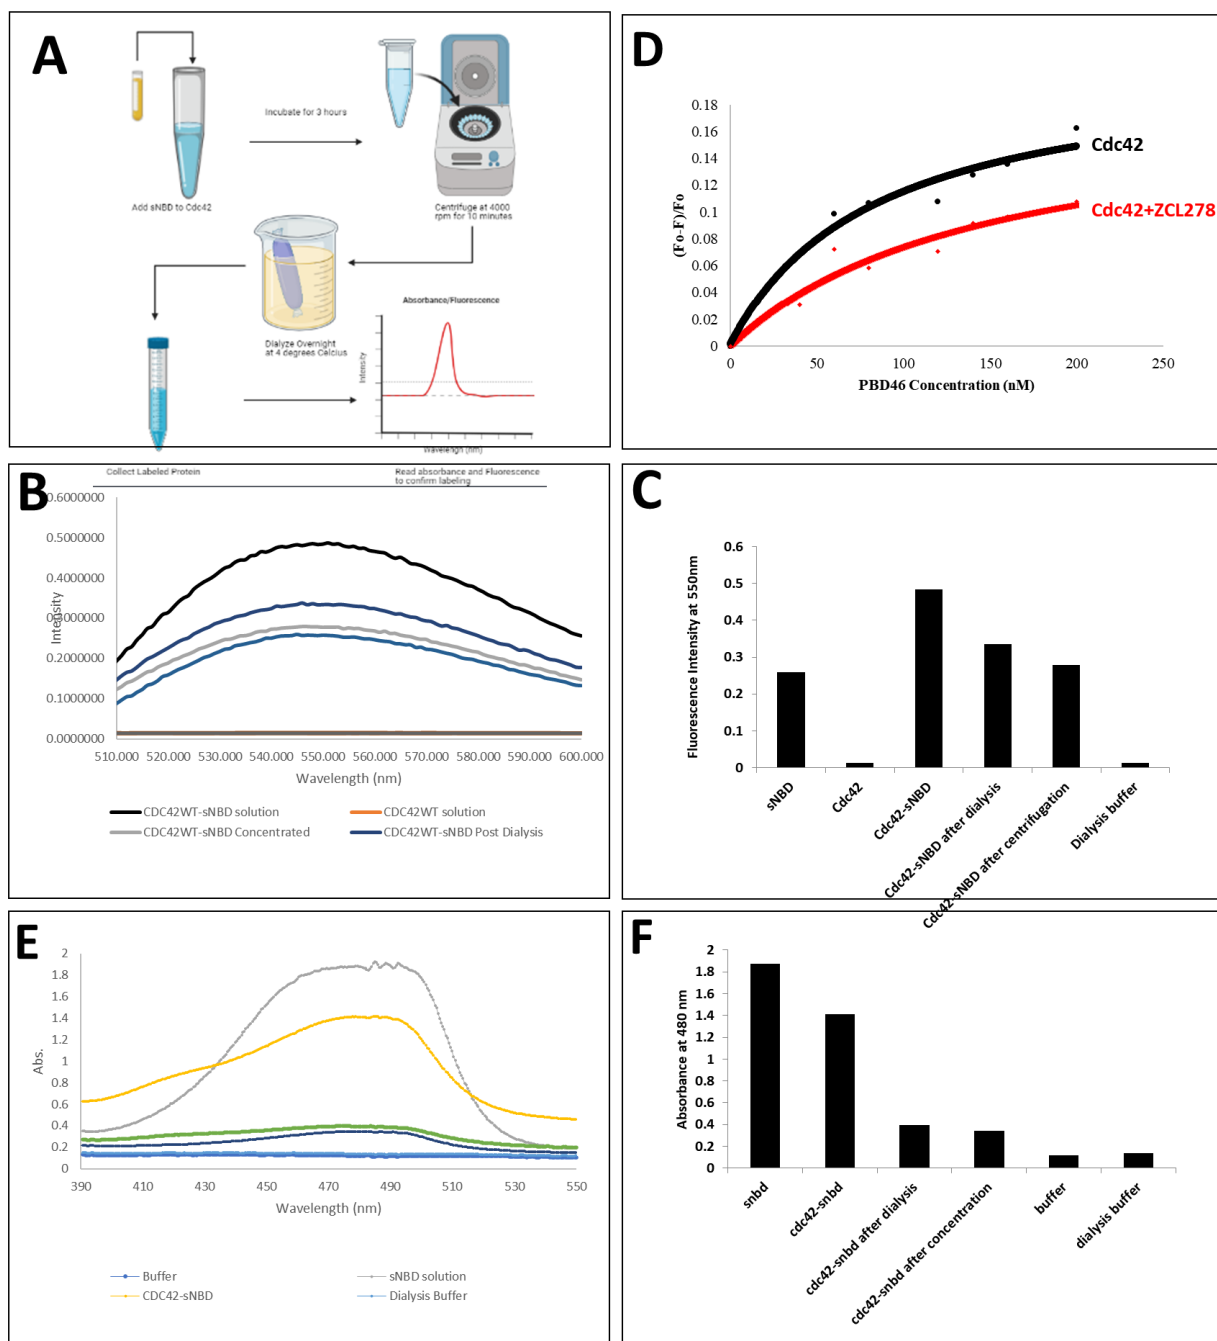 A
Incubate for 3 hours
Add sNBD to Cdc42
Centrifuge at 4000
rpm for 10 minutes
Dialyze Overnight
at 4 degrees Celcius
Absorbance/Fluorescence
Intensity
Wavelengh (nm)
Collect Labeled Protein
Read absorbance and Fluorescence
to confirm labeling
D
0.18
0.16
0.14
0.12
0.1
0.08
0.06
0.04
0.02
0
(Fo-F)/Fo
Cdc42
Cdc42+ZCL278
0
50
100
150
200
250
PBD46 Concentration (nM)
B
0.6000000
0.5000000
0.4000000
0.3000000
0.2000000
0.1000000
0.0000000
Intensity
510.000 520.000 530.000 540.000 550.000 560.000 570.000 580.000 590.000 600.000
Wavelength (nm)
CDC42WT-sNBD solution
CDC42WT solution
CDC42WT-sNBD Concentrated
CDC42WT-sNBD Post Dialysis
C
0.6
0.5
0.4
0.3
0.2
0.1
0
Fluorescence Intensity at 550nm
sNBD
Cdc42
Cdc42-sNBD
Cdc42-sNBD after dialysis
Cdc42-sNBD after centrifugation
Dialysis buffer
E
2
1.8
1.6
1.4
1.2
1
0.8
0.6
0.4
0.2
0
Abs.
390 410 430 450 470 490 510 530 550
Wavelength (nm)
Buffer
sNBD solution
CDC42-sNBD
Dialysis Buffer
F
2
1.8
1.6
1.4
1.2
1
0.8
0.6
0.4
0.2
0
Absorbance at 480 nm
snbd
cdc42-snbd
cdc42-snbd after dialysis
cdc42-snbd after concentration
buffer
dialysis buffer